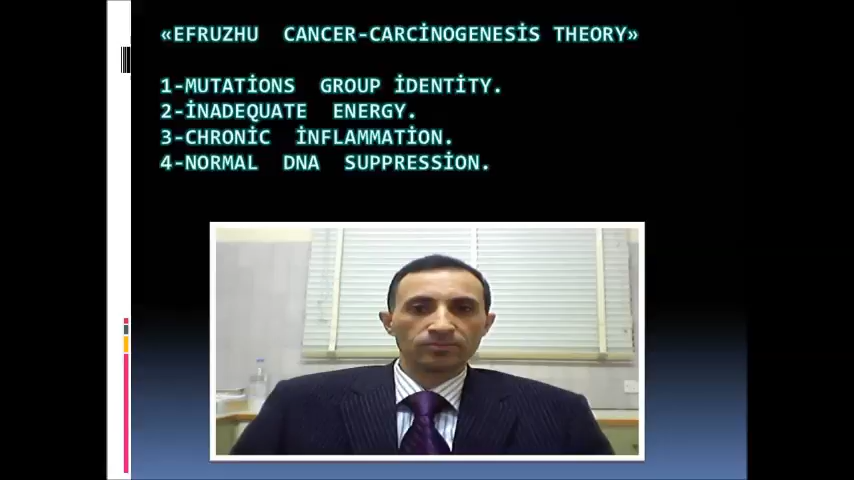 «EFRUZHU CANCER-CARCİNOGENESİS THEORY»
1-MUTATİONS GROUP İDENTİTY.
2-İNADEQUATE ENERGY.
3-CHRONİC İNFLAMMATİON.
4-NORMAL DNA SUPPRESSİON.